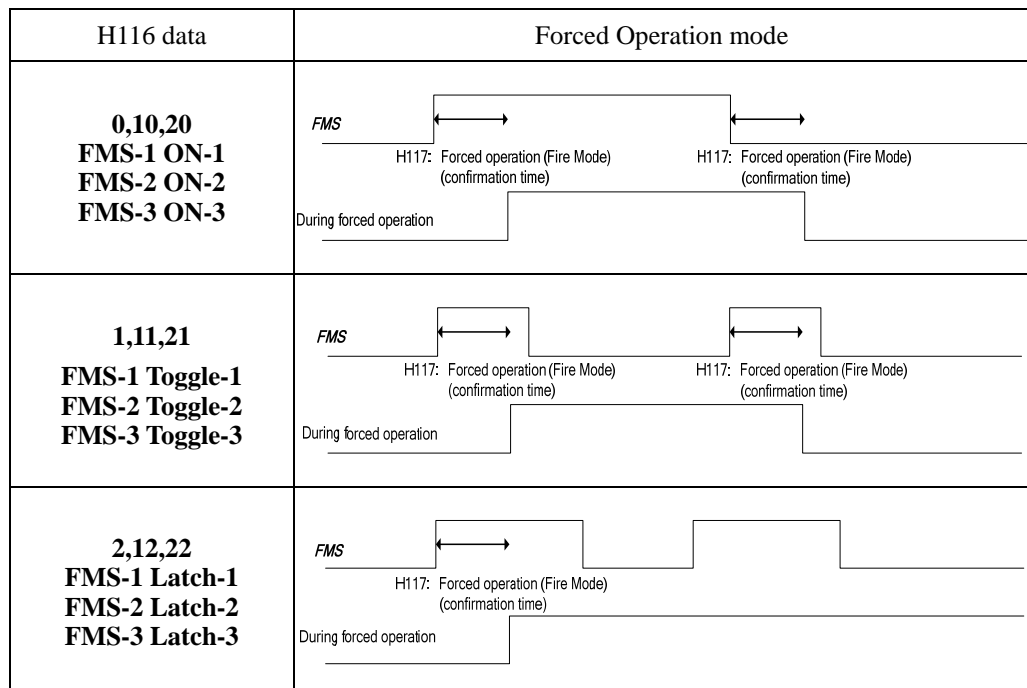 H116 data
Forced Operation mode
0,10,20
FMS-1 ON-1
FMS-2 ON-2
FMS-3 ON-3
FMS
H117: Forced operation (Fire Mode)
(confirmation time)
H117: Forced operation (Fire Mode)
(confirmation time)
During forced operation
1,11,21
FMS-1 Toggle-1
FMS-2 Toggle-2
FMS-3 Toggle-3
FMS
H117: Forced operation (Fire Mode)
(confirmation time)
H117: Forced operation (Fire Mode)
(confirmation time)
During forced operation
2,12,22
FMS-1 Latch-1
FMS-2 Latch-2
FMS-3 Latch-3
FMS
H117: Forced operation (Fire Mode)
(confirmation time)
During forced operation